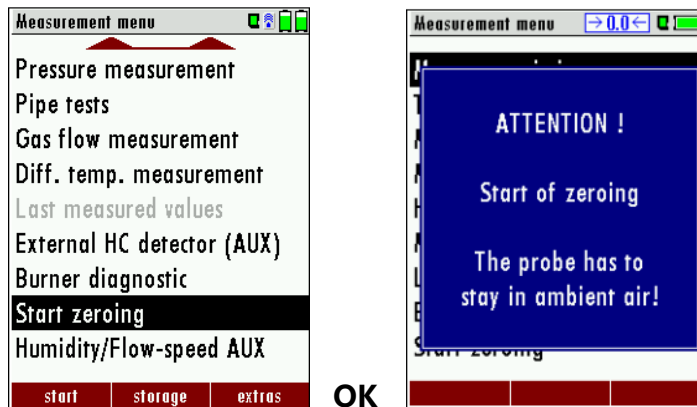 Measurement menu
Pressure measurement
Pipe tests
Gas flow measurement
Diff. temp. measurement
Last measured values
External HC detector (AUX)
Burner diagnostic
Start zeroing
Humidity/Flow-speed AUX
start storage extras
OK
Measurement menu →0.0←
ATTENTION !
Start of zeroing
The probe has to
stay in ambient air!
Start zeroing